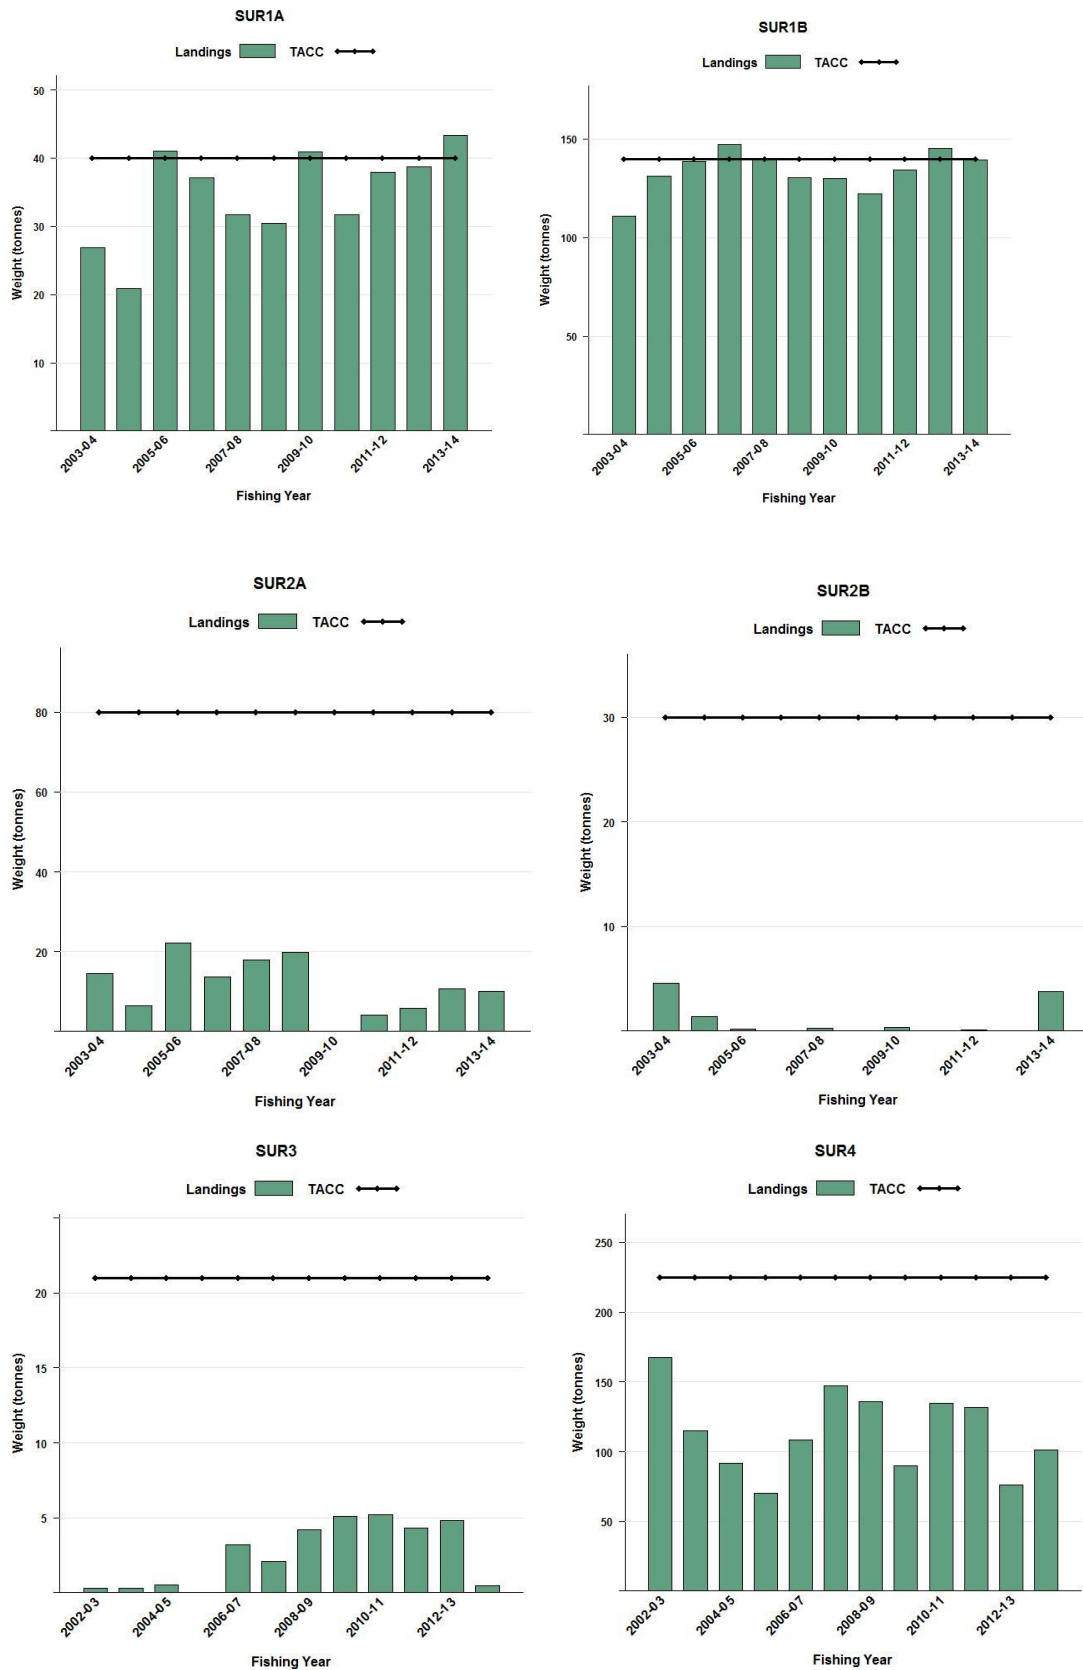 SUR1A
Landings TACC
50
40
30
20
10
Weight (tonnes)
2003-04 2005-06 2007-08 2009-10 2011-12 2013-14
Fishing Year
SUR1B
Landings TACC
150
100
50
Weight (tonnes)
2003-04 2005-06 2007-08 2009-10 2011-12 2013-14
Fishing Year
SUR2A
Landings TACC
80
60
40
20
Weight (tonnes)
2003-04 2005-06 2007-08 2009-10 2011-12 2013-14
Fishing Year
SUR2B
Landings TACC
30
20
10
Weight (tonnes)
2003-04 2005-06 2007-08 2009-10 2011-12 2013-14
Fishing Year
SUR3
Landings TACC
20
15
10
5
Weight (tonnes)
2002-03 2004-05 2006-07 2008-09 2010-11 2012-13
Fishing Year
SUR4
Landings TACC
250
200
150
100
50
Weight (tonnes)
2002-03 2004-05 2006-07 2008-09 2010-11 2012-13
Fishing Year